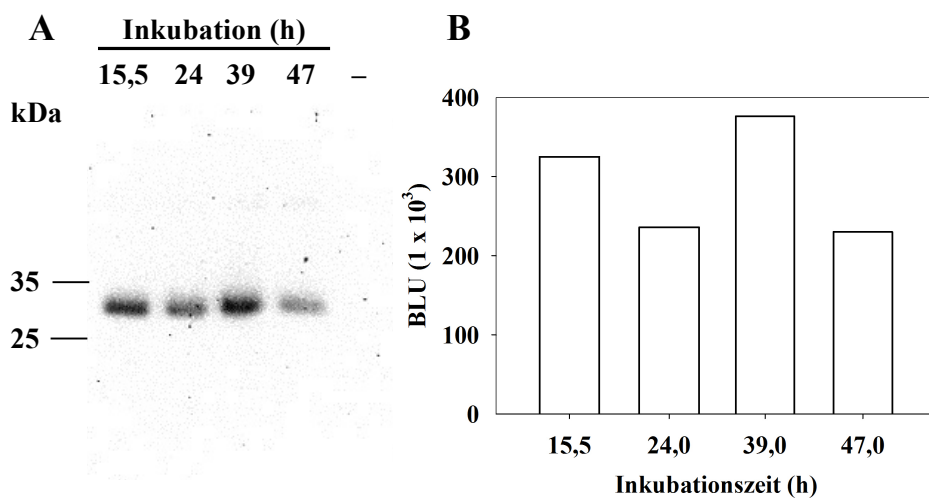 A
Inkubation (h)
15,5 24 39 47 –
kDa
35
25
B
BLU (1 x 10³)
400
300
200
100
0
15,5 24,0 39,0 47,0
Inkubationszeit (h)